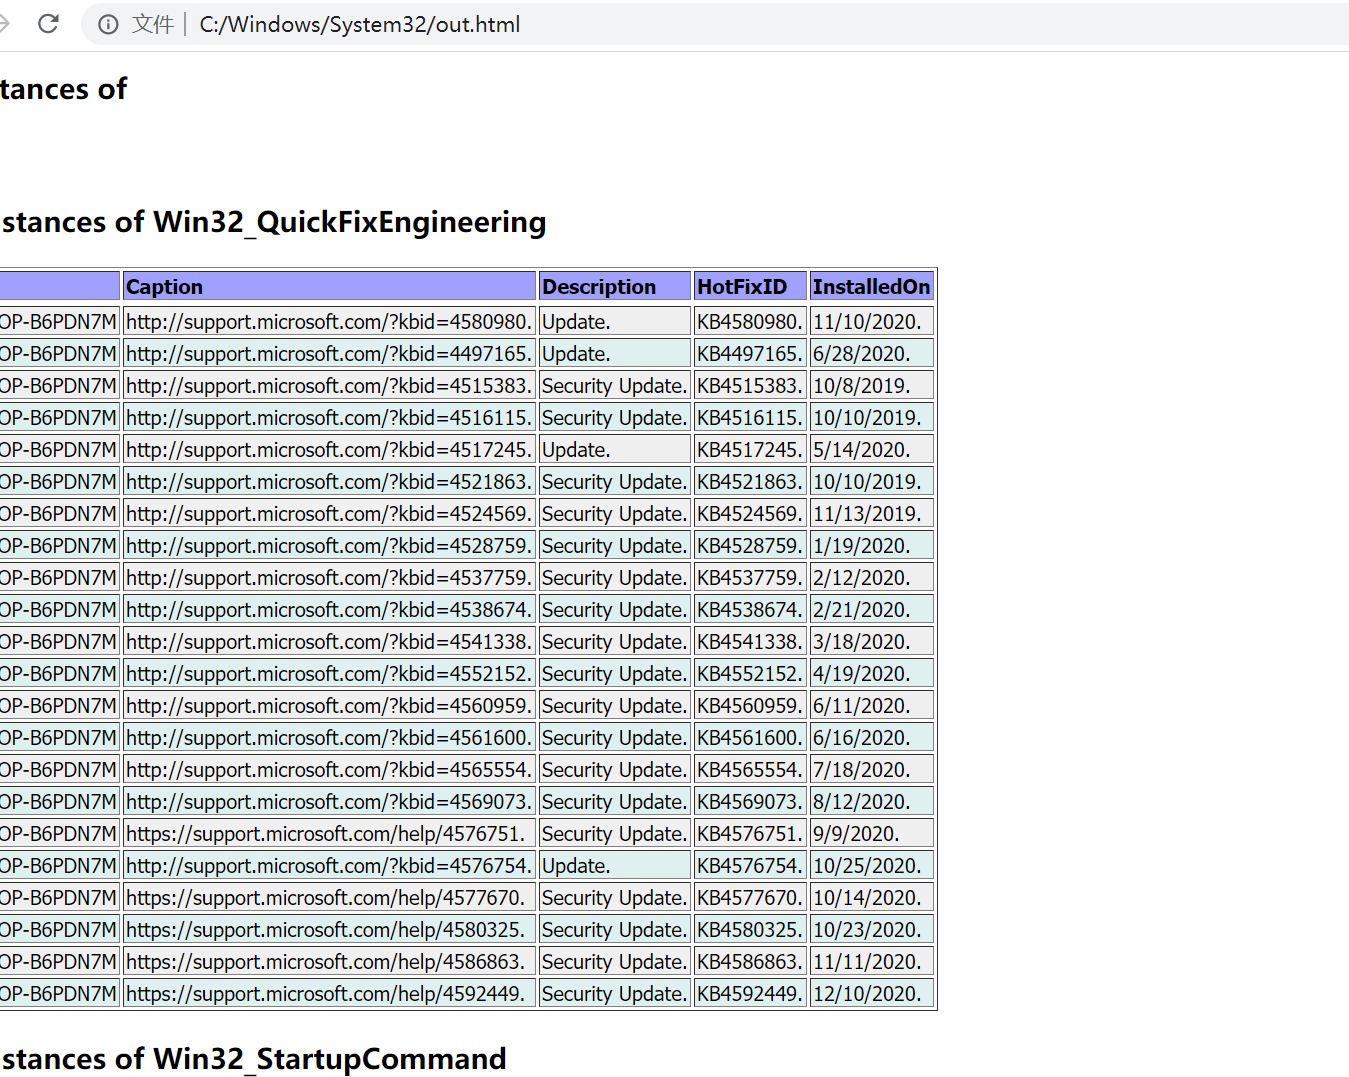 文件 | C:/Windows/System32/out.html
tances of
stances of Win32_QuickFixEngineering
Caption Description HotFixID InstalledOn
OP-B6PDN7M http://support.microsoft.com/?kbid=4580980. Update. KB4580980. 11/10/2020.
OP-B6PDN7M http://support.microsoft.com/?kbid=4497165. Update. KB4497165. 6/28/2020.
OP-B6PDN7M http://support.microsoft.com/?kbid=4515383. Security Update. KB4515383. 10/8/2019.
OP-B6PDN7M http://support.microsoft.com/?kbid=4516115. Security Update. KB4516115. 10/10/2019.
OP-B6PDN7M http://support.microsoft.com/?kbid=4517245. Update. KB4517245. 5/14/2020.
OP-B6PDN7M http://support.microsoft.com/?kbid=4521863. Security Update. KB4521863. 10/10/2019.
OP-B6PDN7M http://support.microsoft.com/?kbid=4524569. Security Update. KB4524569. 11/13/2019.
OP-B6PDN7M http://support.microsoft.com/?kbid=4528759. Security Update. KB4528759. 1/19/2020.
OP-B6PDN7M http://support.microsoft.com/?kbid=4537759. Security Update. KB4537759. 2/12/2020.
OP-B6PDN7M http://support.microsoft.com/?kbid=4538674. Security Update. KB4538674. 2/21/2020.
OP-B6PDN7M http://support.microsoft.com/?kbid=4541338. Security Update. KB4541338. 3/18/2020.
OP-B6PDN7M http://support.microsoft.com/?kbid=4552152. Security Update. KB4552152. 4/19/2020.
OP-B6PDN7M http://support.microsoft.com/?kbid=4560959. Security Update. KB4560959. 6/11/2020.
OP-B6PDN7M http://support.microsoft.com/?kbid=4561600. Security Update. KB4561600. 6/16/2020.
OP-B6PDN7M http://support.microsoft.com/?kbid=4565554. Security Update. KB4565554. 7/18/2020.
OP-B6PDN7M http://support.microsoft.com/?kbid=4569073. Security Update. KB4569073. 8/12/2020.
OP-B6PDN7M https://support.microsoft.com/help/4576751. Security Update. KB4576751. 9/9/2020.
OP-B6PDN7M http://support.microsoft.com/?kbid=4576754. Update. KB4576754. 10/25/2020.
OP-B6PDN7M https://support.microsoft.com/help/4577670. Security Update. KB4577670. 10/14/2020.
OP-B6PDN7M https://support.microsoft.com/help/4580325. Security Update. KB4580325. 10/23/2020.
OP-B6PDN7M https://support.microsoft.com/help/4586863. Security Update. KB4586863. 11/11/2020.
OP-B6PDN7M https://support.microsoft.com/help/4592449. Security Update. KB4592449. 12/10/2020.
stances of Win32_StartupCommand